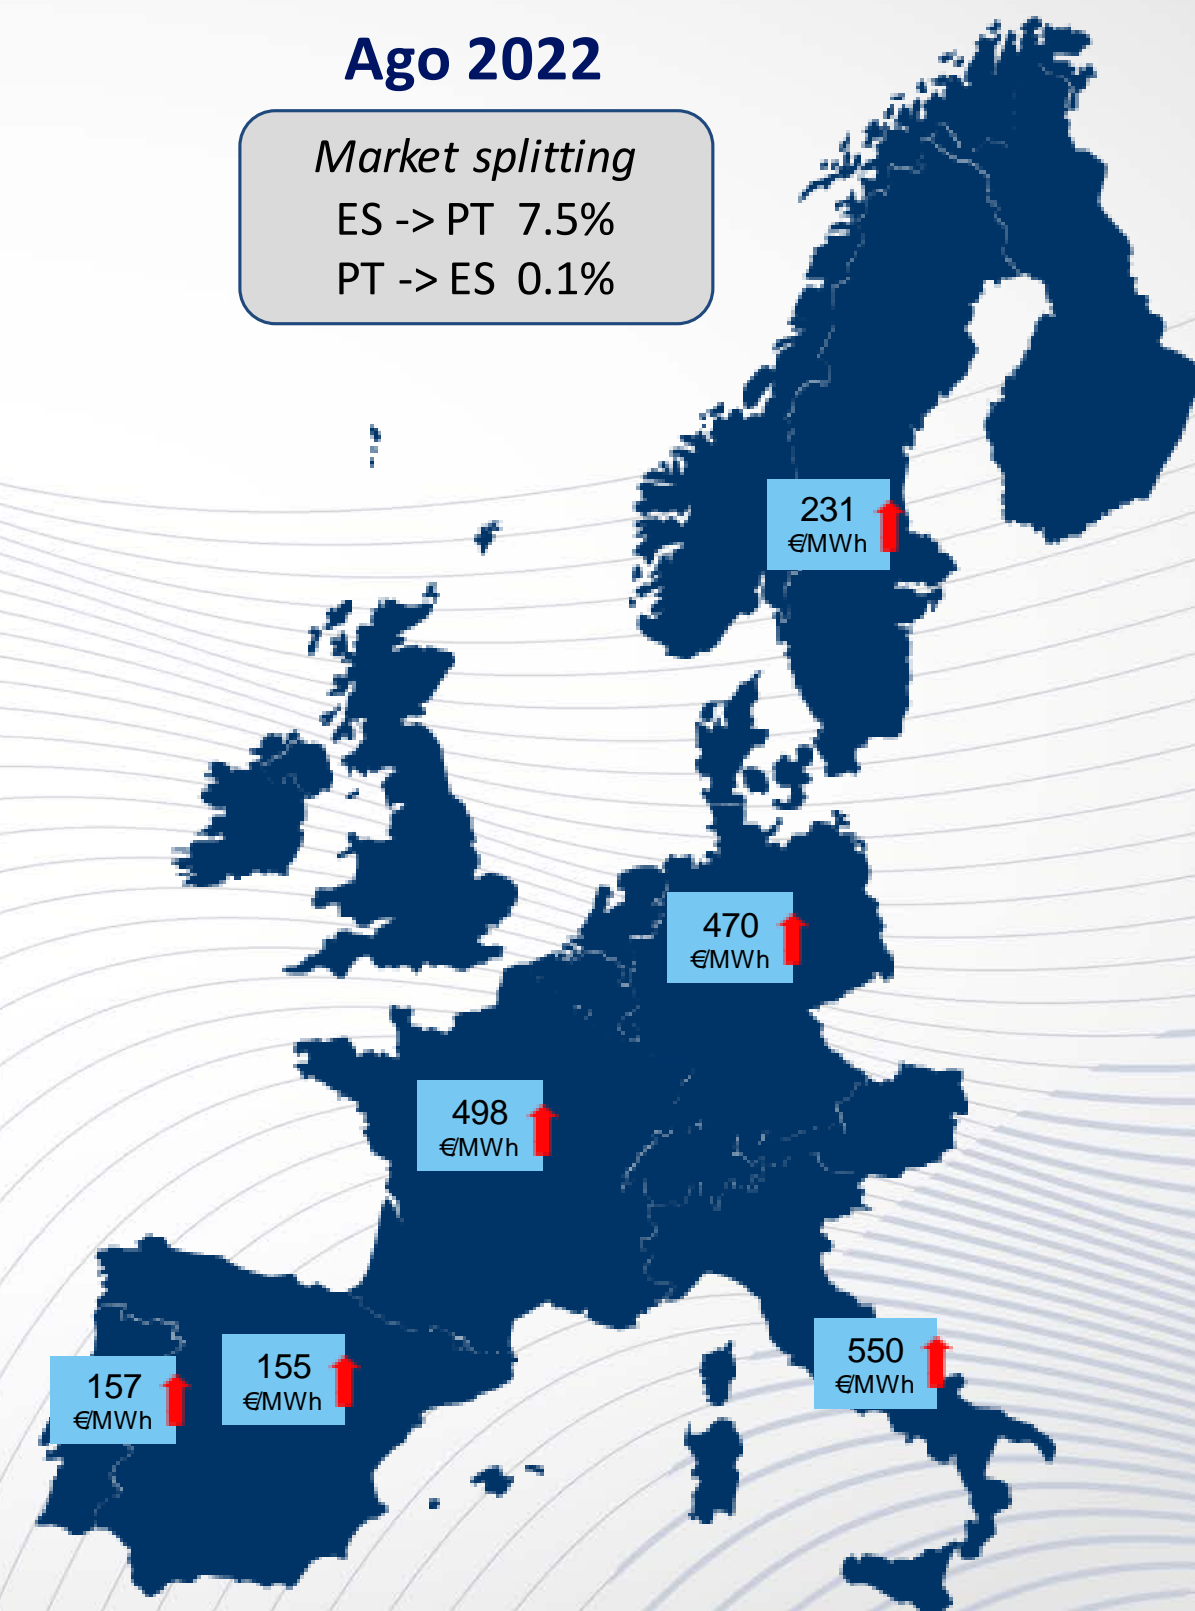 Ago 2022
Market splitting
ES -> PT 7.5%
PT -> ES 0.1%
231
€/MWh
470
€/MWh
498
€/MWh
550
€/MWh
155
€/MWh
157
€/MWh